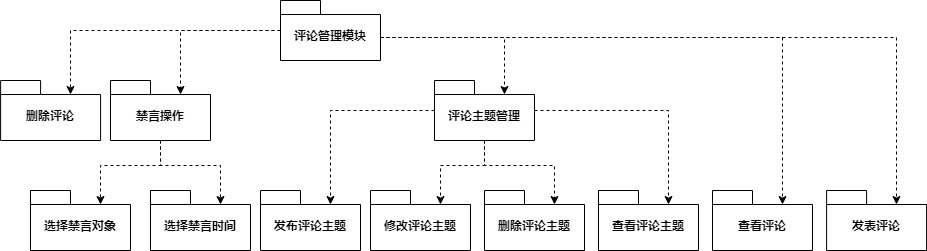 评论管理模块
删除评论
禁言操作
评论主题管理
选择禁言对象
选择禁言时间
发布评论主题
修改评论主题
删除评论主题
查看评论主题
查看评论
发表评论